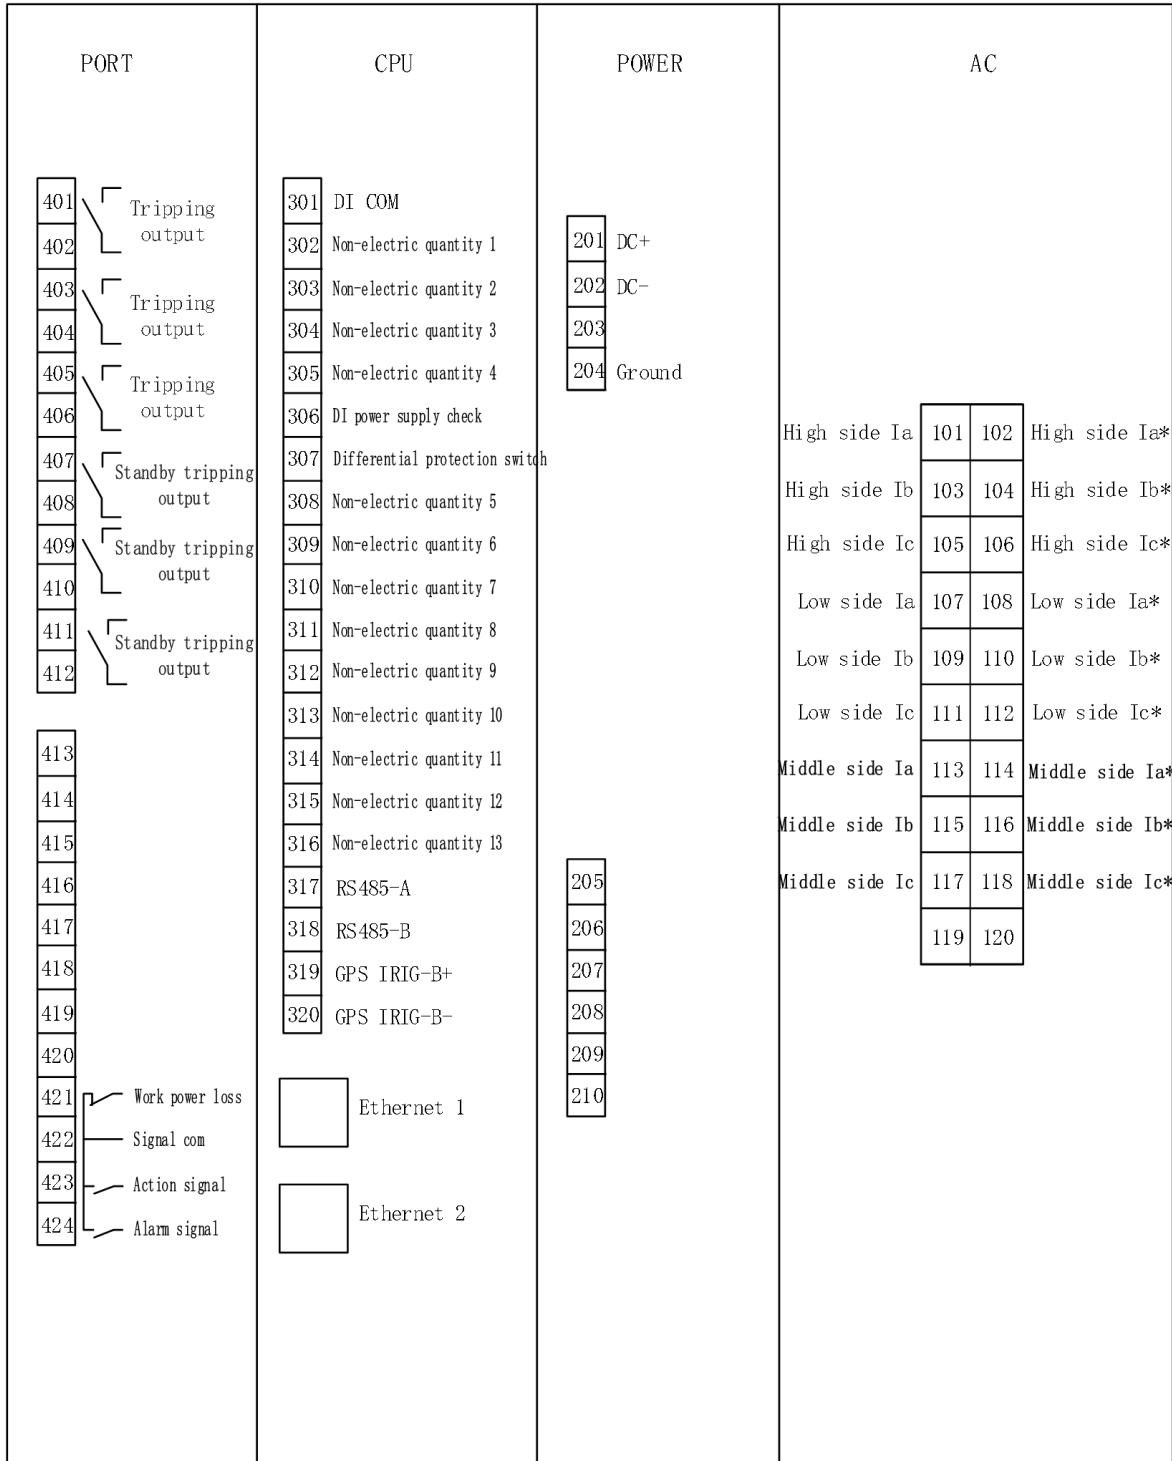 PORT
401
Tripping
output
402
403
Tripping
output
404
405
Tripping
output
406
407
Standby tripping
output
408
409
Standby tripping
output
410
411
Standby tripping
output
412
413
414
415
416
417
418
419
420
421 Work power loss
422 Signal com
423 Action signal
424 Alarm signal
CPU
301 DI COM
302 Non-electric quantity 1
303 Non-electric quantity 2
304 Non-electric quantity 3
305 Non-electric quantity 4
306 DI power supply check
307 Differential protection switch
308 Non-electric quantity 5
309 Non-electric quantity 6
310 Non-electric quantity 7
311 Non-electric quantity 8
312 Non-electric quantity 9
313 Non-electric quantity 10
314 Non-electric quantity 11
315 Non-electric quantity 12
316 Non-electric quantity 13
317 RS485-A
318 RS485-B
319 GPS IRIG-B+
320 GPS IRIG-B-
Ethernet 1
Ethernet 2
POWER
201 DC+
202 DC-
203
204 Ground
205
206
207
208
209
210
AC
High side Ia 101 102 High side Ia*
High side Ib 103 104 High side Ib*
High side Ic 105 106 High side Ic*
Low side Ia 107 108 Low side Ia*
Low side Ib 109 110 Low side Ib*
Low side Ic 111 112 Low side Ic*
Middle side Ia 113 114 Middle side Ia*
Middle side Ib 115 116 Middle side Ib*
Middle side Ic 117 118 Middle side Ic*
119 120